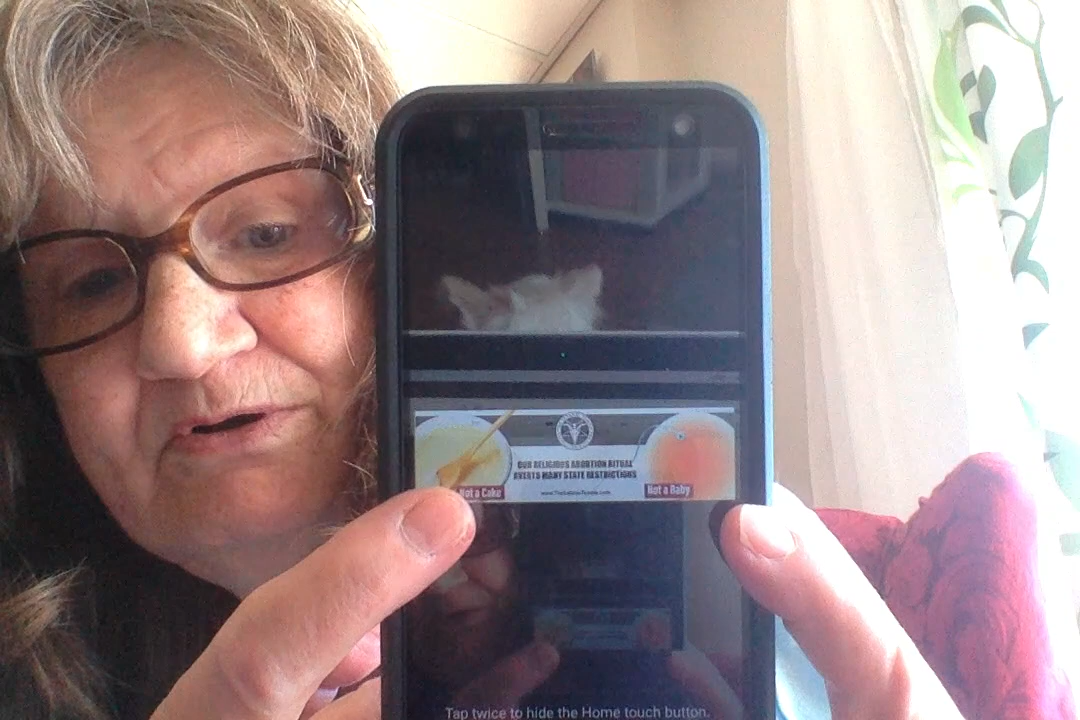 OUR RELIGIOUS ABORTION RITUAL
AVERTS MANY STATE RESTRICTIONS
Not a Cake
Not a Baby
Tap twice to hide the Home touch button.